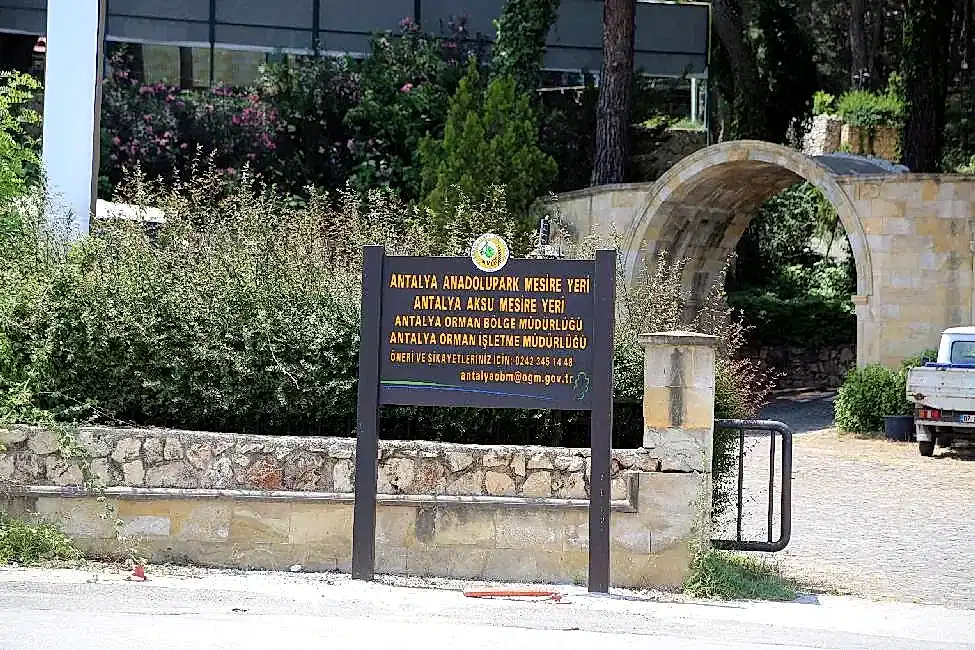 ANTALYA ANADOLUPARK MESİRE YERİ
ANTALYA AKSU MESİRE YERİ
ANTALYA ORMAN BÖLGE MÜDÜRLÜĞÜ
ANTALYA ORMAN İŞLETME MÜDÜRLÜĞÜ
ÖNERİ VE ŞİKAYETLERİNİZ İÇİN: 0242 345 14 48
antalyaobm@ogm.gov.tr